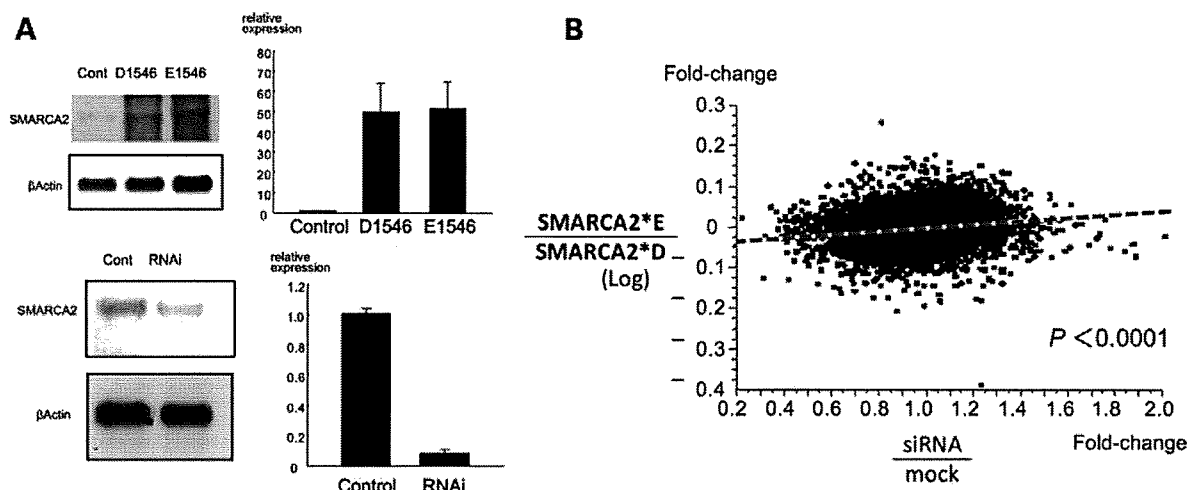 A
relative
expression
Cont D1546 E1546
SMARCA2
βActin
80
70
60
50
40
30
20
10
0
Control D1546 E1546
Cont RNAi
SMARCA2
βActin
relative
expression
1.2
1.0
0.8
0.6
0.4
0.2
0
Control RNAi
B
Fold-change
0.3
0.2
0.1
0
– 0.1
– 0.2
– 0.3
– 0.4
SMARCA2*E
SMARCA2*D
(Log)
P <0.0001
0.2 0.4 0.6 0.8 1.0 1.2 1.4 1.6 1.8 2.0
siRNA
mock
Fold-change